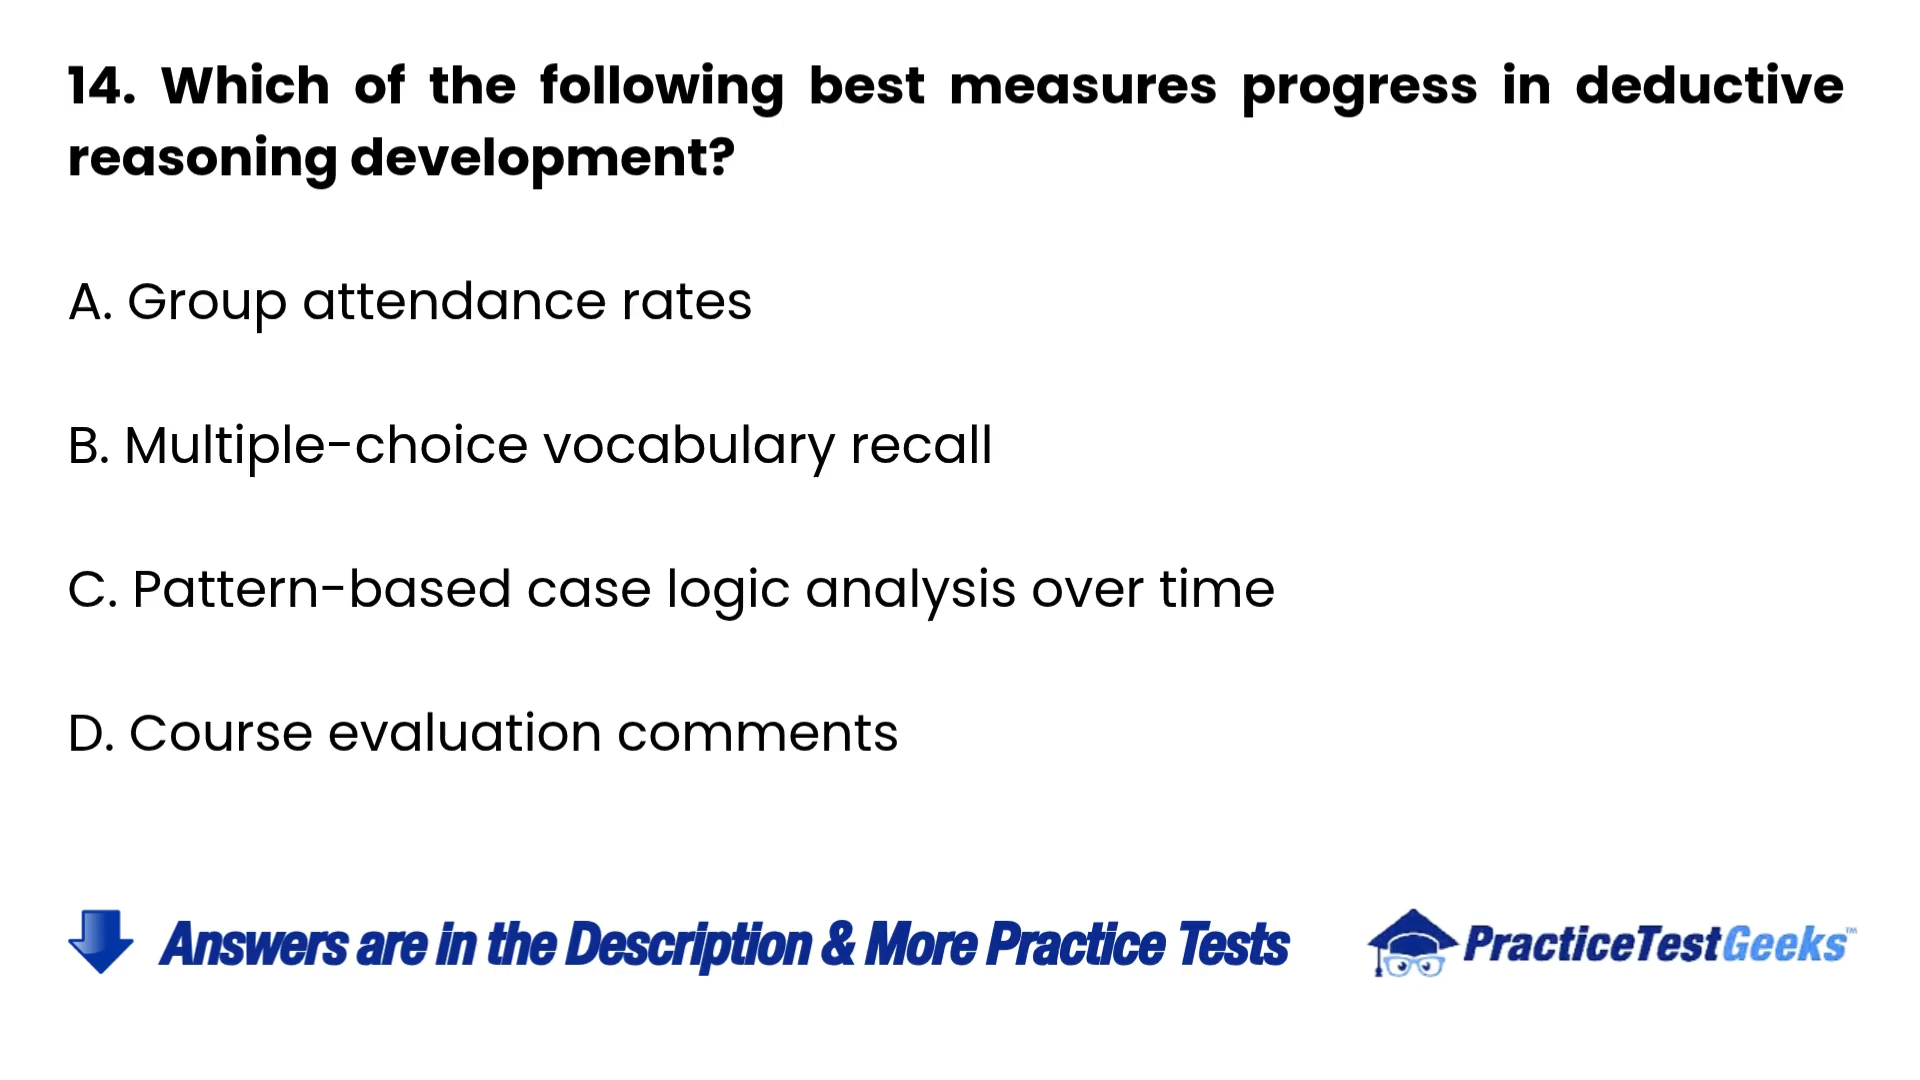 14. Which of the following best measures progress in deductive
reasoning development?
A. Group attendance rates
B. Multiple-choice vocabulary recall
C. Pattern-based case logic analysis over time
D. Course evaluation comments
Answers are in the Description & More Practice Tests
PracticeTestGeeks™